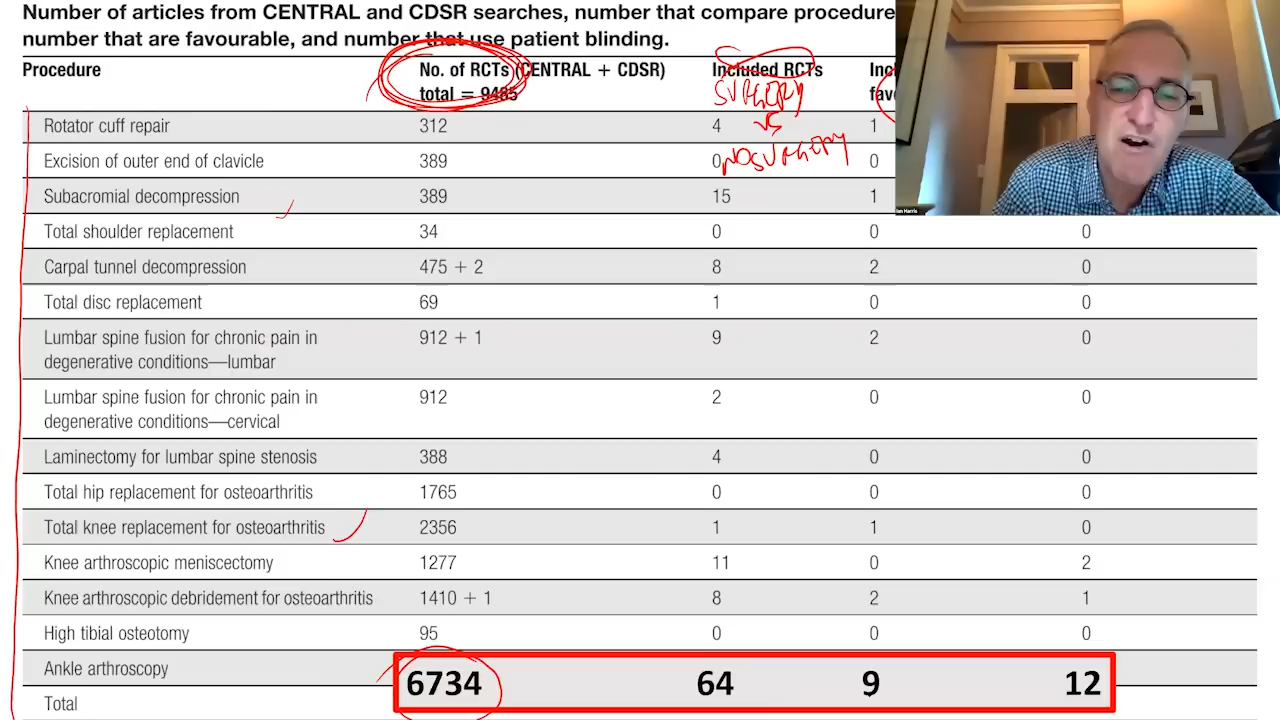 Number of articles from CENTRAL and CDSR searches, number that compare procedure
number that are favourable, and number that use patient blinding.
Procedure No. of RCTs (CENTRAL + CDSR) Included RCTs
total = 9485
SURGERY
VS
NO SURGERY
Rotator cuff repair 312 4 1
Excision of outer end of clavicle 389 0 0
Subacromial decompression 389 15 1
Total shoulder replacement 34 0 0 0
Carpal tunnel decompression 475 + 2 8 2 0
Total disc replacement 69 1 0 0
Lumbar spine fusion for chronic pain in 912 + 1 9 2 0
degenerative conditions—lumbar
Lumbar spine fusion for chronic pain in 912 2 0 0
degenerative conditions—cervical
Laminectomy for lumbar spine stenosis 388 4 0 0
Total hip replacement for osteoarthritis 1765 0 0 0
Total knee replacement for osteoarthritis 2356 1 1 0
Knee arthroscopic meniscectomy 1277 11 0 2
Knee arthroscopic debridement for osteoarthritis 1410 + 1 8 2 1
High tibial osteotomy 95 0 0 0
Ankle arthroscopy
6734 64 9 12
Total